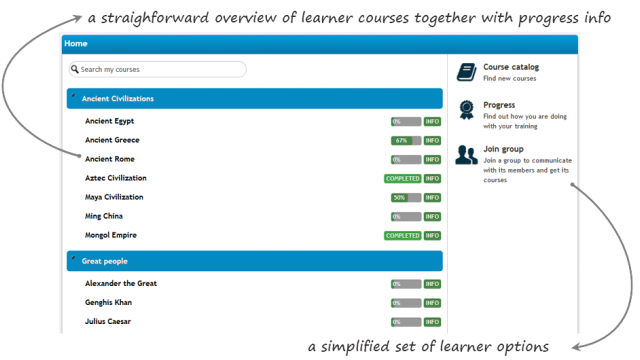 a straighforward overview of learner courses together with progress info
Home
Search my courses
Ancient Civilizations
Ancient Egypt 0% INFO
Ancient Greece 67% INFO
Ancient Rome 0% INFO
Aztec Civilization COMPLETED INFO
Maya Civilization 50% INFO
Ming China 0% INFO
Mongol Empire COMPLETED INFO
Great people
Alexander the Great 0% INFO
Genghis Khan 0% INFO
Julius Caesar 0% INFO
Course catalog
Find new courses
Progress
Find out how you are doing
with your training
Join group
Join a group to communicate
with its members and get its
courses
a simplified set of learner options